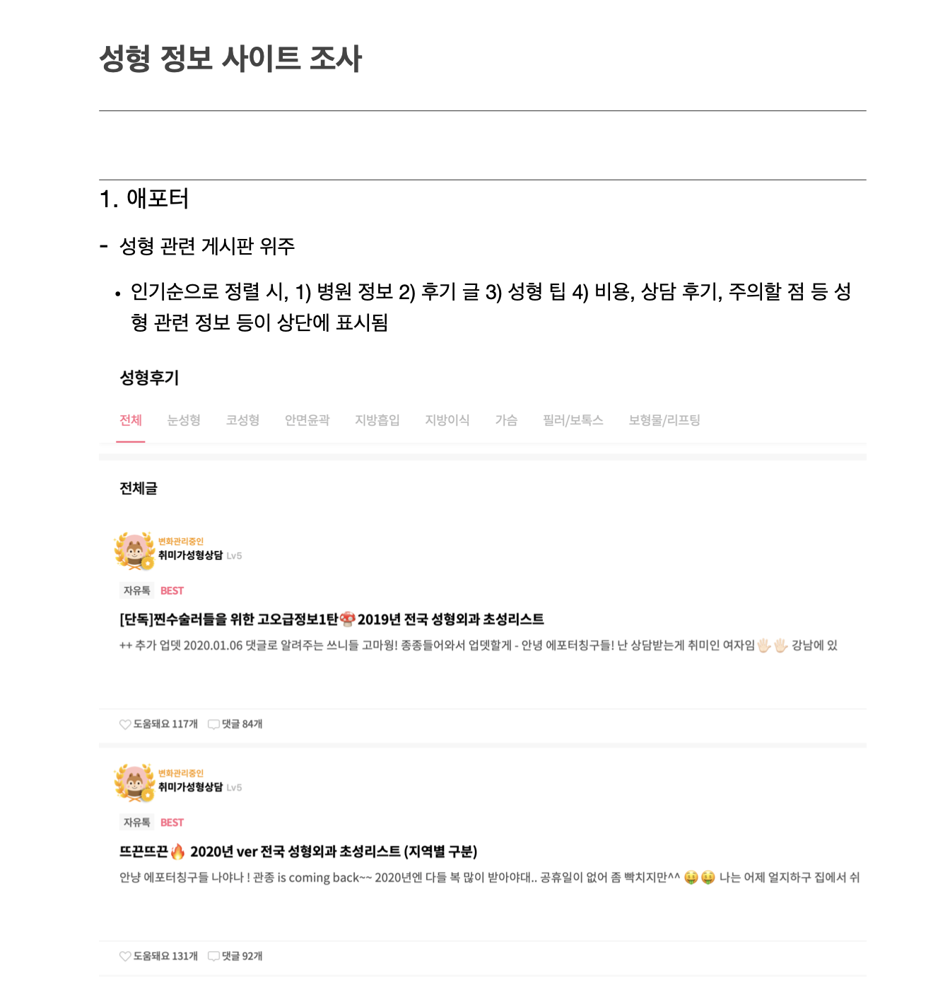 성형 정보 사이트 조사
1. 애포터
- 성형 관련 게시판 위주
• 인기순으로 정렬 시, 1) 병원 정보 2) 후기 글 3) 성형 팁 4) 비용, 상담 후기, 주의할 점 등 성
형 관련 정보 등이 상단에 표시됨
성형후기
전체 눈성형 코성형 안면윤곽 지방흡입 지방이식 가슴 필러/보톡스 보형물/리프팅
전체글
변화관리중인
취미가성형상담 Lv5
자유톡 BEST
[단독]찐수술러들을 위한 고오급정보1탄🍄2019년 전국 성형외과 초성리스트
++ 추가 업뎃 2020.01.06 댓글로 알려주는 쓰니들 고마웡! 종종들어와서 업뎃할게 - 안녕 에포터칭구들! 난 상담받는게 취미인 여자임🖐🏻🖐🏻 강남에 있
도움돼요 117개 댓글 84개
변화관리중인
취미가성형상담 Lv5
자유톡 BEST
뜨끈뜨끈🔥 2020년 ver 전국 성형외과 초성리스트 (지역별 구분)
안냥 에포터칭구들 나야나 ! 관종 is coming back~~ 2020년엔 다들 복 많이 받아야대.. 공휴일이 없어 좀 빡치지만^^ 🤑🤑 나는 어제 얼지하구 집에서 쉬
도움돼요 131개 댓글 92개